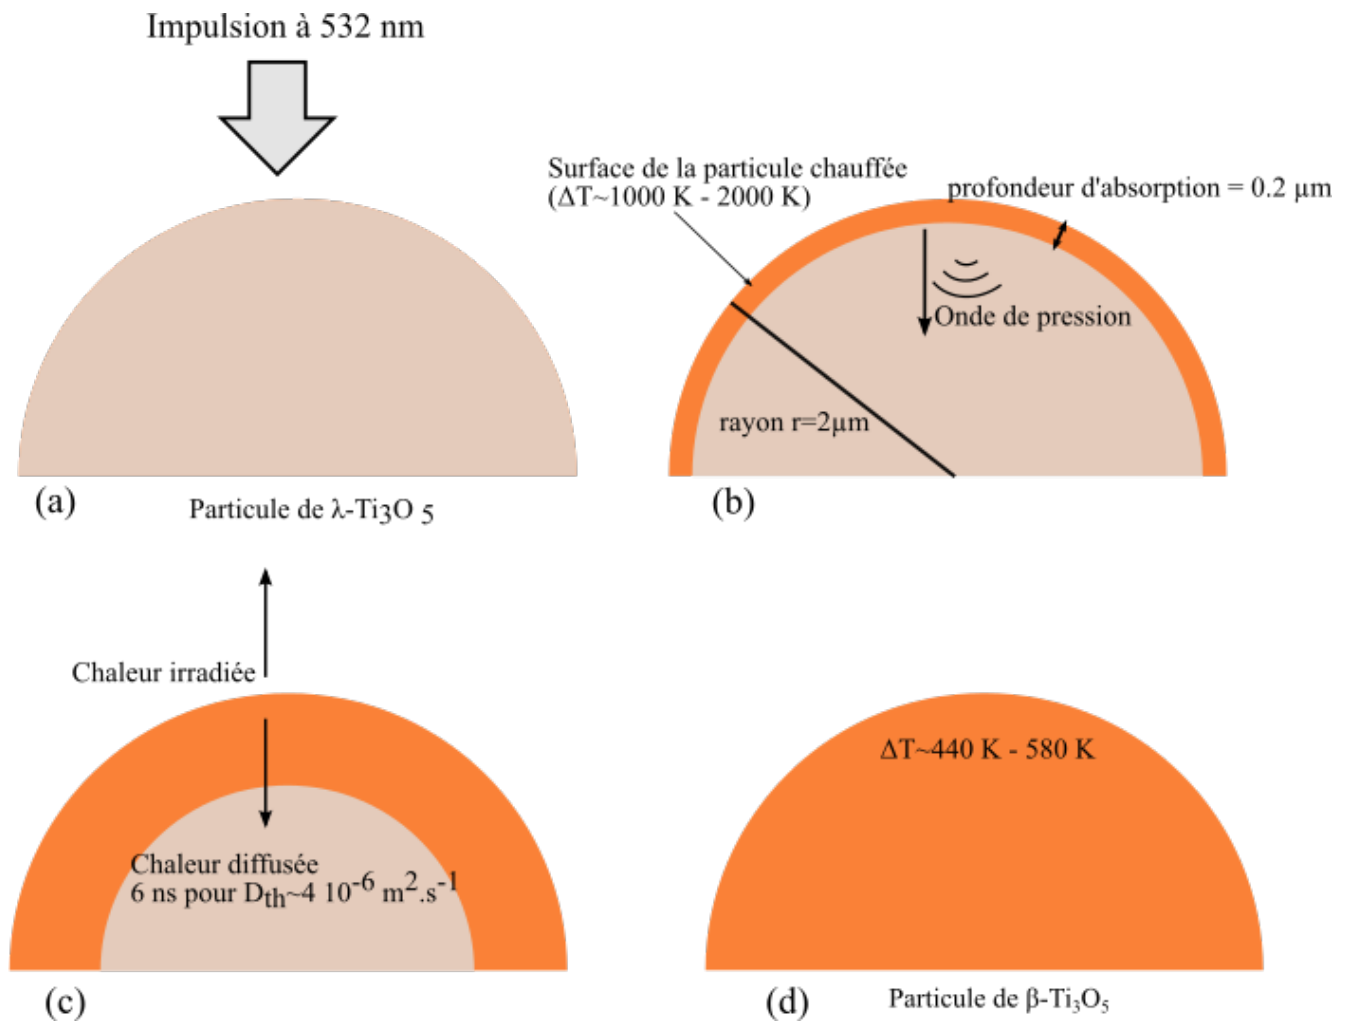 Impulsion à 532 nm
Particule de λ-Ti3O 5
(a)
Surface de la particule chauffée
(ΔT~1000 K - 2000 K)
profondeur d'absorption = 0.2 µm
Onde de pression
rayon r=2µm
(b)
Chaleur irradiée
Chaleur diffusée
6 ns pour Dth~4 10-6 m2.s-1
(c)
ΔT~440 K - 580 K
(d)
Particule de β-Ti3O5